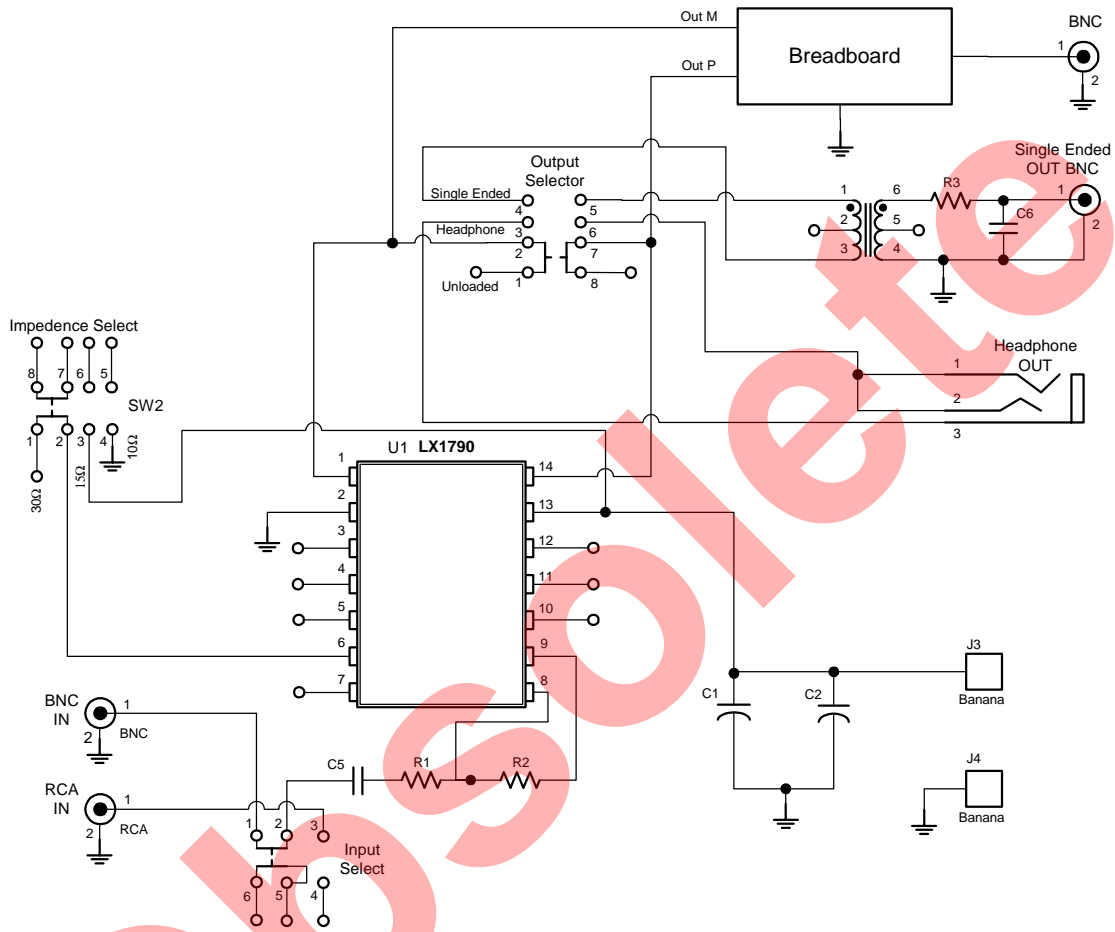 Out M
BNC
1
2
Out P
Breadboard
Single Ended
OUT BNC
Output
Selector
Single Ended
4
5
Headphone
3
6
2
7
Unloaded
1
8
1
6
R3
2
5
3
4
C6
1
2
Impedence Select
8
7
6
5
SW2
1
2
3
4
30Ω
15Ω
10Ω
Headphone
OUT
1
2
3
U1 LX1790
1
14
2
13
3
12
4
11
5
10
6
9
7
8
BNC
IN
1
2
BNC
RCA
IN
1
2
RCA
C5
R1
R2
1
2
3
Input
Select
6
5
4
C1
C2
J3
Banana
J4
Banana
obsolete